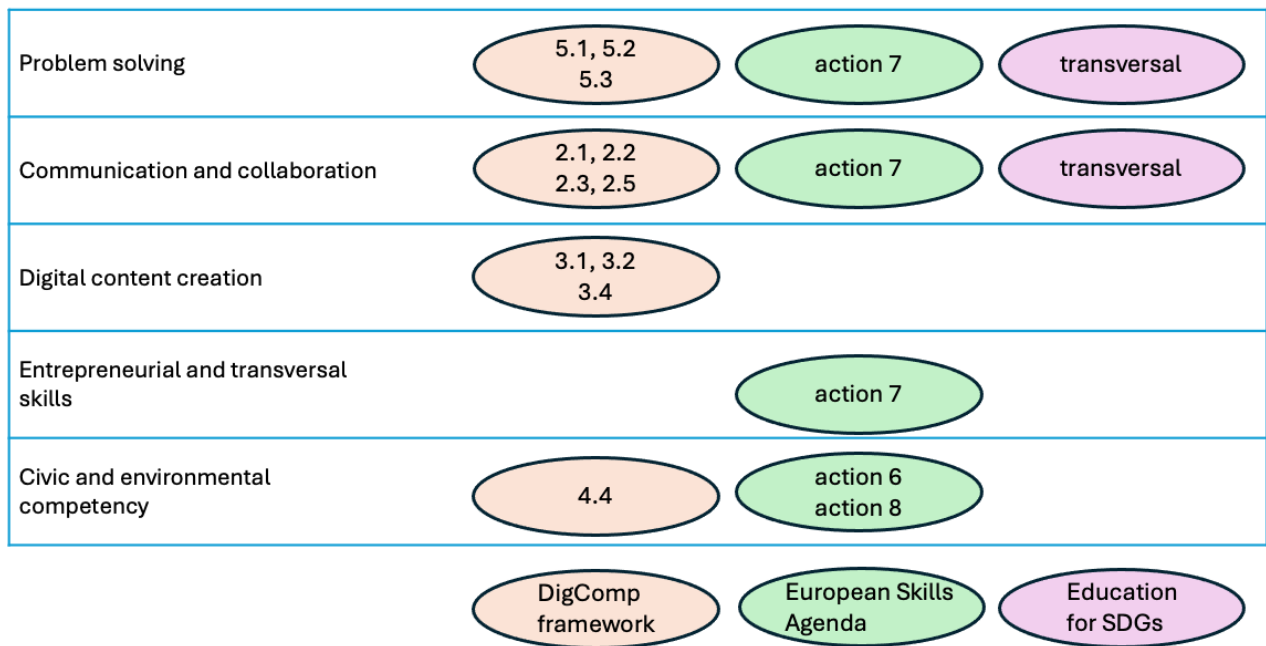 Problem solving
5.1, 5.2
5.3
action 7
transversal
Communication and collaboration
2.1, 2.2
2.3, 2.5
action 7
transversal
Digital content creation
3.1, 3.2
3.4
Entrepreneurial and transversal
skills
action 7
Civic and environmental
competency
4.4
action 6
action 8
DigComp
framework
European Skills
Agenda
Education
for SDGs